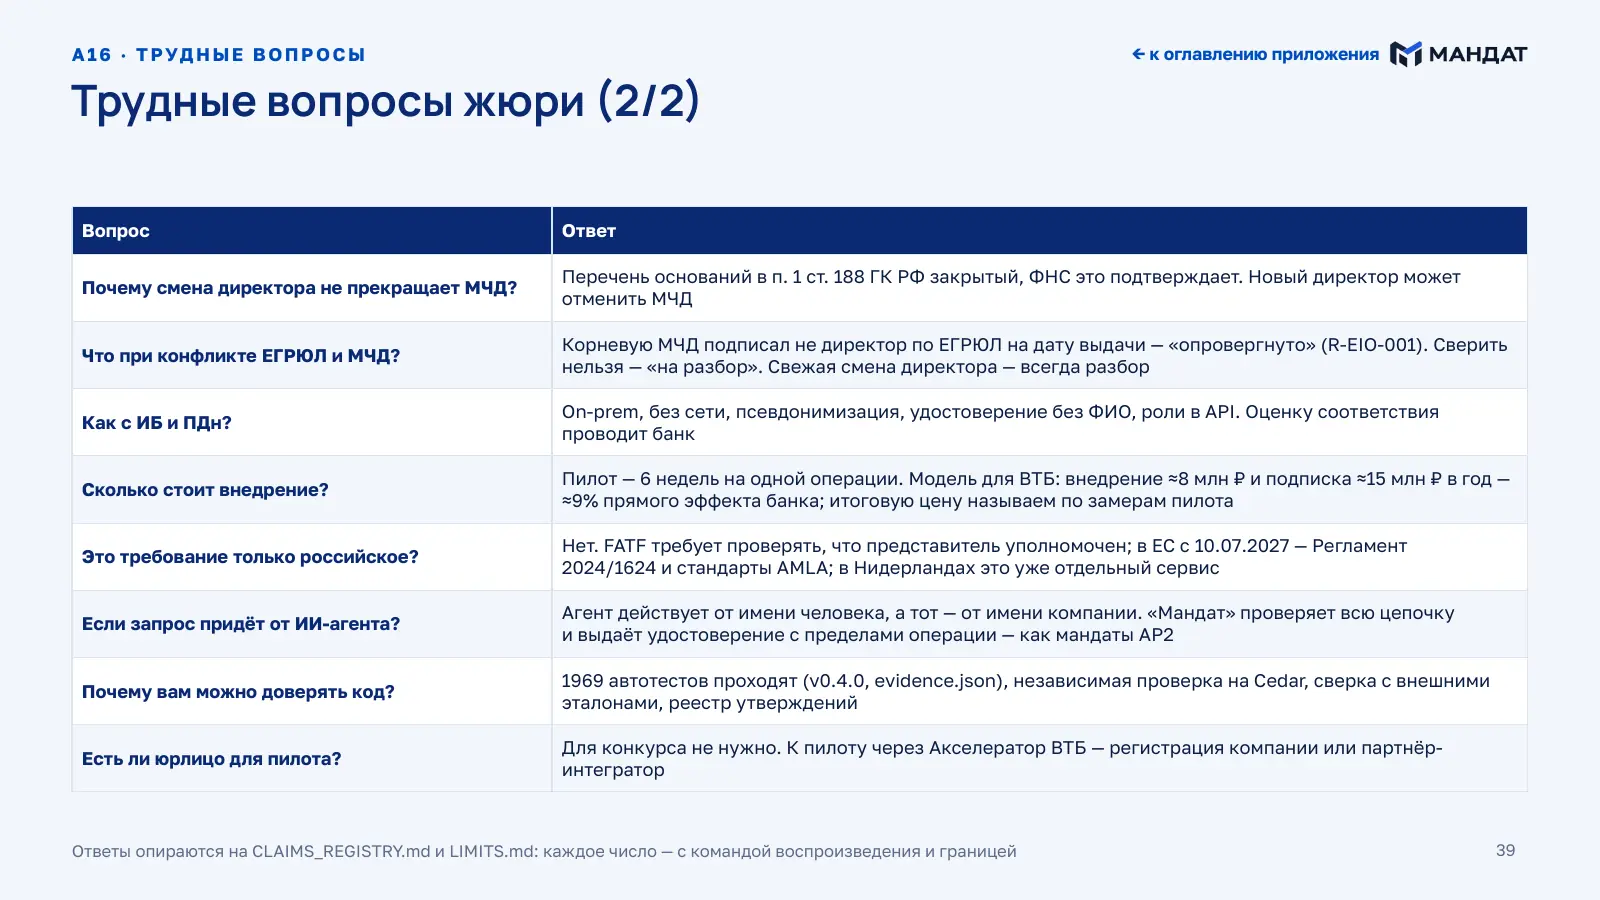 А16 · ТРУДНЫЕ ВОПРОСЫ
← к оглавлению приложения
МАНДАТ
Трудные вопросы жюри (2/2)
Вопрос
Ответ
Почему смена директора не прекращает МЧД?
Перечень оснований в п. 1 ст. 188 ГК РФ закрытый, ФНС это подтверждает. Новый директор может
отменить МЧД
Что при конфликте ЕГРЮЛ и МЧД?
Корневую МЧД подписал не директор по ЕГРЮЛ на дату выдачи — «опровергнуто» (R-EIO-001). Сверить
нельзя — «на разбор». Свежая смена директора — всегда разбор
Как с ИБ и ПДн?
On-prem, без сети, псевдонимизация, удостоверение без ФИО, роли в API. Оценку соответствия
проводит банк
Сколько стоит внедрение?
Пилот — 6 недель на одной операции. Модель для ВТБ: внедрение ≈8 млн ₽ и подписка ≈15 млн ₽ в год —
≈9% прямого эффекта банка; итоговую цену называем по замерам пилота
Это требование только российское?
Нет. FATF требует проверять, что представитель уполномочен; в ЕС с 10.07.2027 — Регламент
2024/1624 и стандарты AMLA; в Нидерландах это уже отдельный сервис
Если запрос придёт от ИИ-агента?
Агент действует от имени человека, а тот — от имени компании. «Мандат» проверяет всю цепочку
и выдаёт удостоверение с пределами операции — как мандаты AP2
Почему вам можно доверять код?
1969 автотестов проходят (v0.4.0, evidence.json), независимая проверка на Cedar, сверка с внешними
эталонами, реестр утверждений
Есть ли юрлицо для пилота?
Для конкурса не нужно. К пилоту через Акселератор ВТБ — регистрация компании или партнёр-
интегратор
Ответы опираются на CLAIMS_REGISTRY.md и LIMITS.md: каждое число — с командой воспроизведения и границей
39